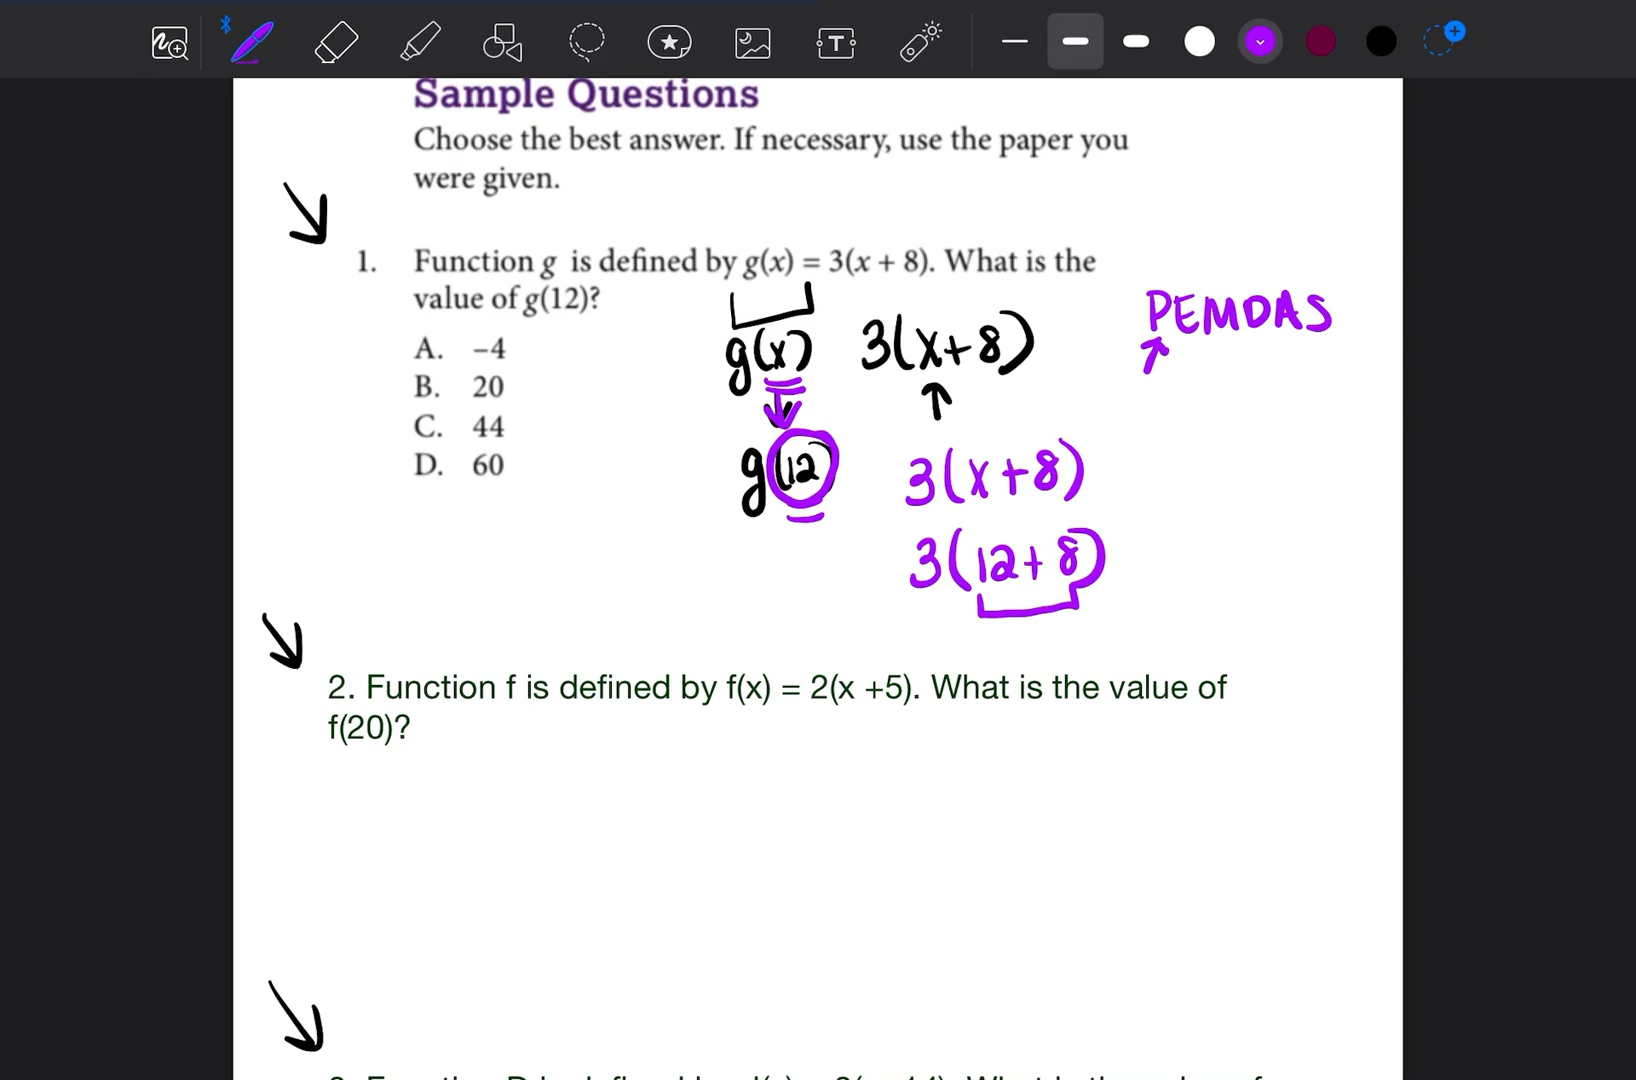 Sample Questions
Choose the best answer. If necessary, use the paper you
were given.
1. Function g is defined by g(x) = 3(x + 8). What is the
value of g(12)?
A. −4
B. 20
C. 44
D. 60
PEMDAS
g(x) 3(x+8)
g(12) 3(x+8)
3(12+8)
2. Function f is defined by f(x) = 2(x +5). What is the value of
f(20)?